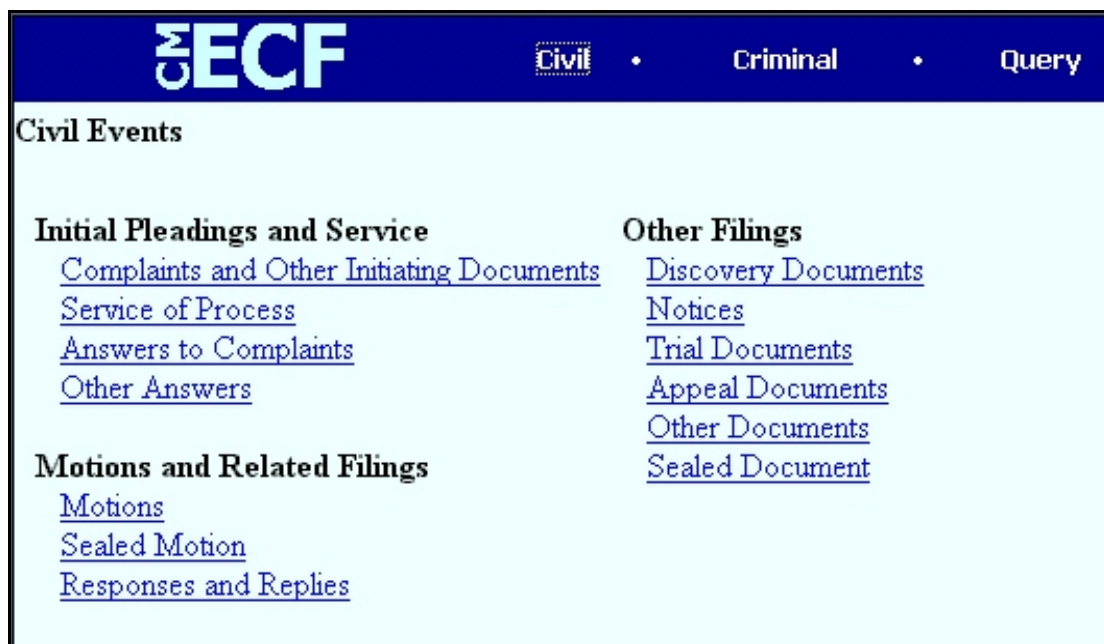 CM ECF Civil • Criminal • Query
Civil Events
Initial Pleadings and Service
Complaints and Other Initiating Documents
Service of Process
Answers to Complaints
Other Answers
Motions and Related Filings
Motions
Sealed Motion
Responses and Replies
Other Filings
Discovery Documents
Notices
Trial Documents
Appeal Documents
Other Documents
Sealed Document